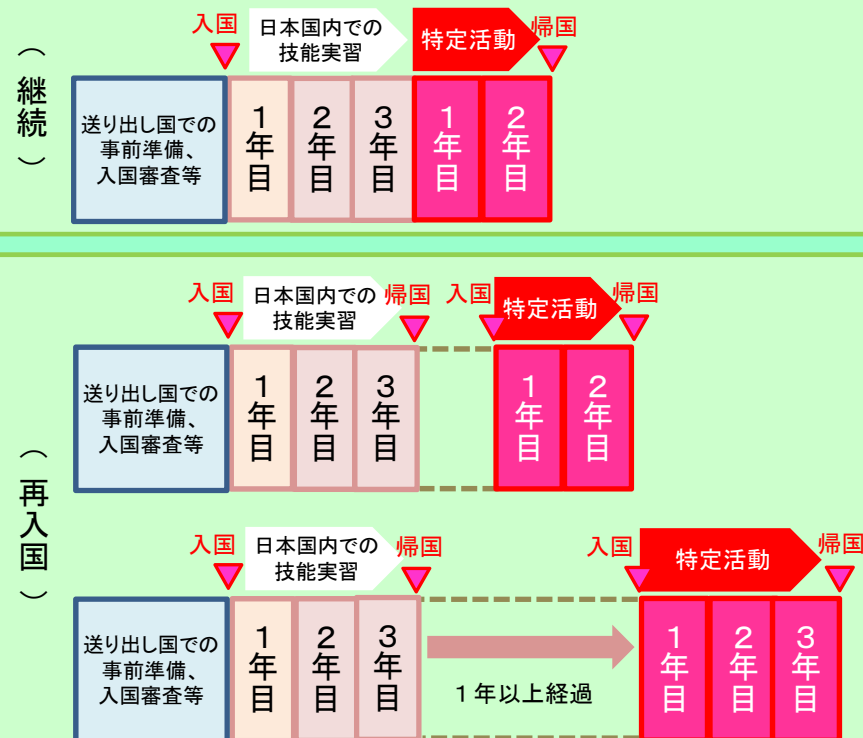 （継続）
入国
日本国内での
技能実習
特定活動
帰国
送り出し国での
事前準備、
入国審査等
１年目
２年目
３年目
１年目
２年目
（再入国）
入国
日本国内での
技能実習
帰国
入国
特定活動
帰国
送り出し国での
事前準備、
入国審査等
１年目
２年目
３年目
１年目
２年目
入国
日本国内での
技能実習
帰国
入国
特定活動
帰国
送り出し国での
事前準備、
入国審査等
１年目
２年目
３年目
１年以上経過
１年目
２年目
３年目